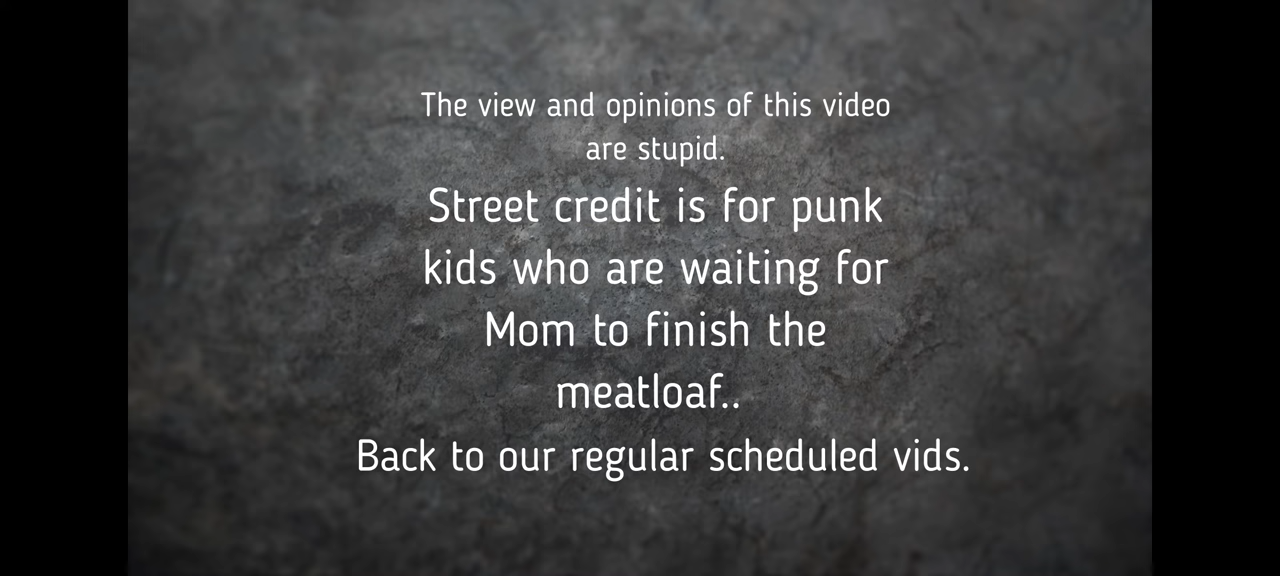 The view and opinions of this video
are stupid.
Street credit is for punk
kids who are waiting for
Mom to finish the
meatloaf..
Back to our regular scheduled vids.